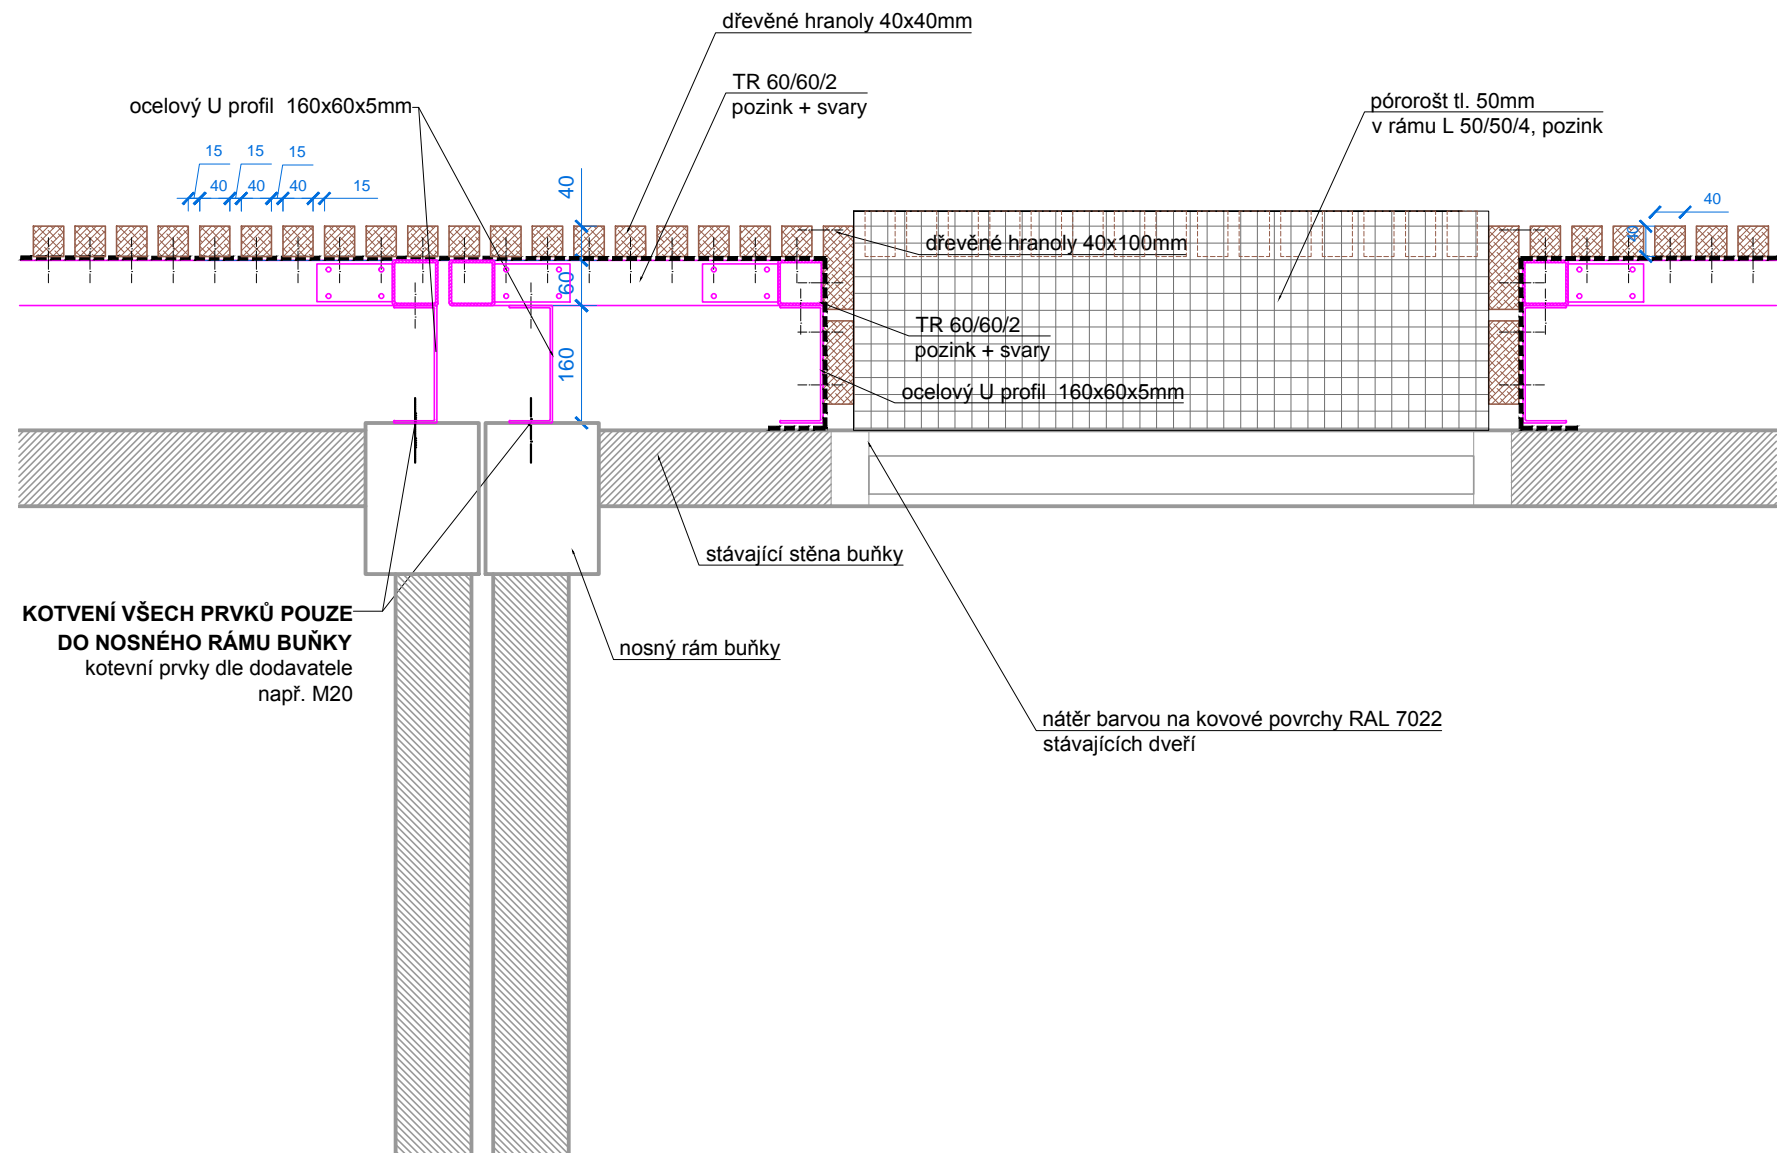 dřevěné hranoly 40x40mm
TR 60/60/2
pozink + svary
ocelový U profil  160x60x5mm
pórorošt tl. 50mm
v rámu L 50/50/4, pozink
15
15
15
40
40
40
15
40
40
40
60
160
dřevěné hranoly 40x100mm
TR 60/60/2
pozink + svary
ocelový U profil  160x60x5mm
stávající stěna buňky
KOTVENÍ VŠECH PRVKŮ POUZE
DO NOSNÉHO RÁMU BUŇKY
kotevní prvky dle dodavatele
např. M20
nosný rám buňky
nátěr barvou na kovové povrchy RAL 7022
stávajících dveří